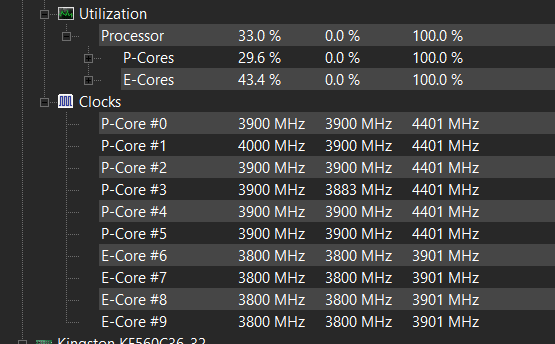 Utilization
Processor 33.0 % 0.0 % 100.0 %
P-Cores 29.6 % 0.0 % 100.0 %
E-Cores 43.4 % 0.0 % 100.0 %
Clocks
P-Core #0 3900 MHz 3900 MHz 4401 MHz
P-Core #1 4000 MHz 3900 MHz 4401 MHz
P-Core #2 3900 MHz 3900 MHz 4401 MHz
P-Core #3 3900 MHz 3883 MHz 4401 MHz
P-Core #4 3900 MHz 3900 MHz 4401 MHz
P-Core #5 3900 MHz 3900 MHz 4401 MHz
E-Core #6 3800 MHz 3800 MHz 3901 MHz
E-Core #7 3800 MHz 3800 MHz 3901 MHz
E-Core #8 3800 MHz 3800 MHz 3901 MHz
E-Core #9 3800 MHz 3800 MHz 3901 MHz
Kingston KF560C36-32